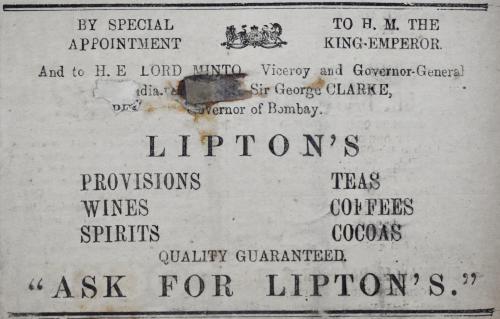 BY SPECIAL APPOINTMENT
TO H. M. THE KING-EMPEROR.
And to H. E LORD MINTO, Viceroy and Governor-General
Sir George CLARKE,
of Bombay.
LIPTON'S
PROVISIONS
WINES
SPIRITS
TEAS
COFFEES
COCOAS
QUALITY GUARANTEED.
"ASK FOR LIPTON'S."